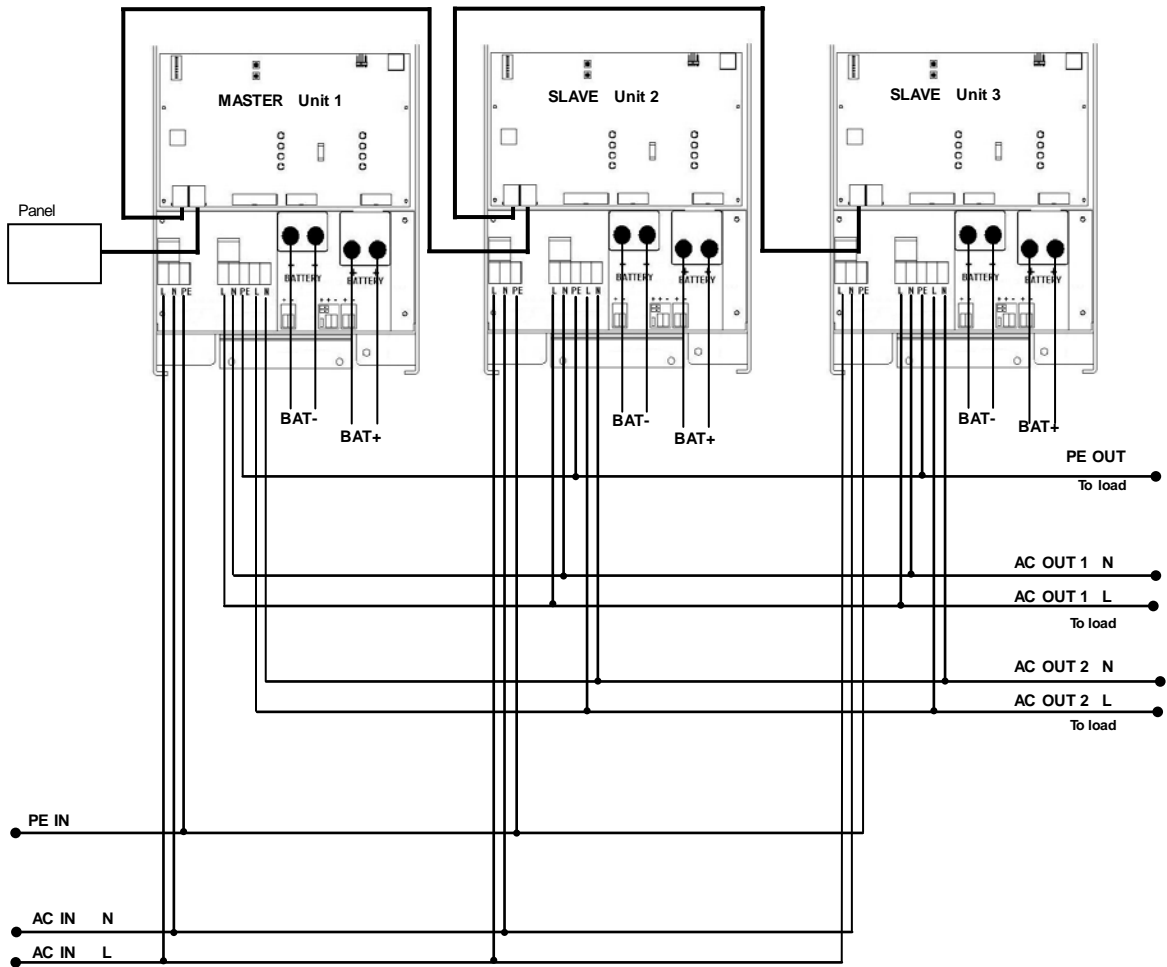 MASTER Unit 1
SLAVE Unit 2
SLAVE Unit 3
Panel
BATTERY
BATTERY
BATTERY
BATTERY
BATTERY
BATTERY
L N PE
L N PE L N
L N PE
L N PE L N
L N PE
L N PE L N
BAT-
BAT+
BAT-
BAT+
BAT-
BAT+
PE OUT
To load
AC OUT 1 N
AC OUT 1 L
To load
AC OUT 2 N
AC OUT 2 L
To load
PE IN
AC IN N
AC IN L